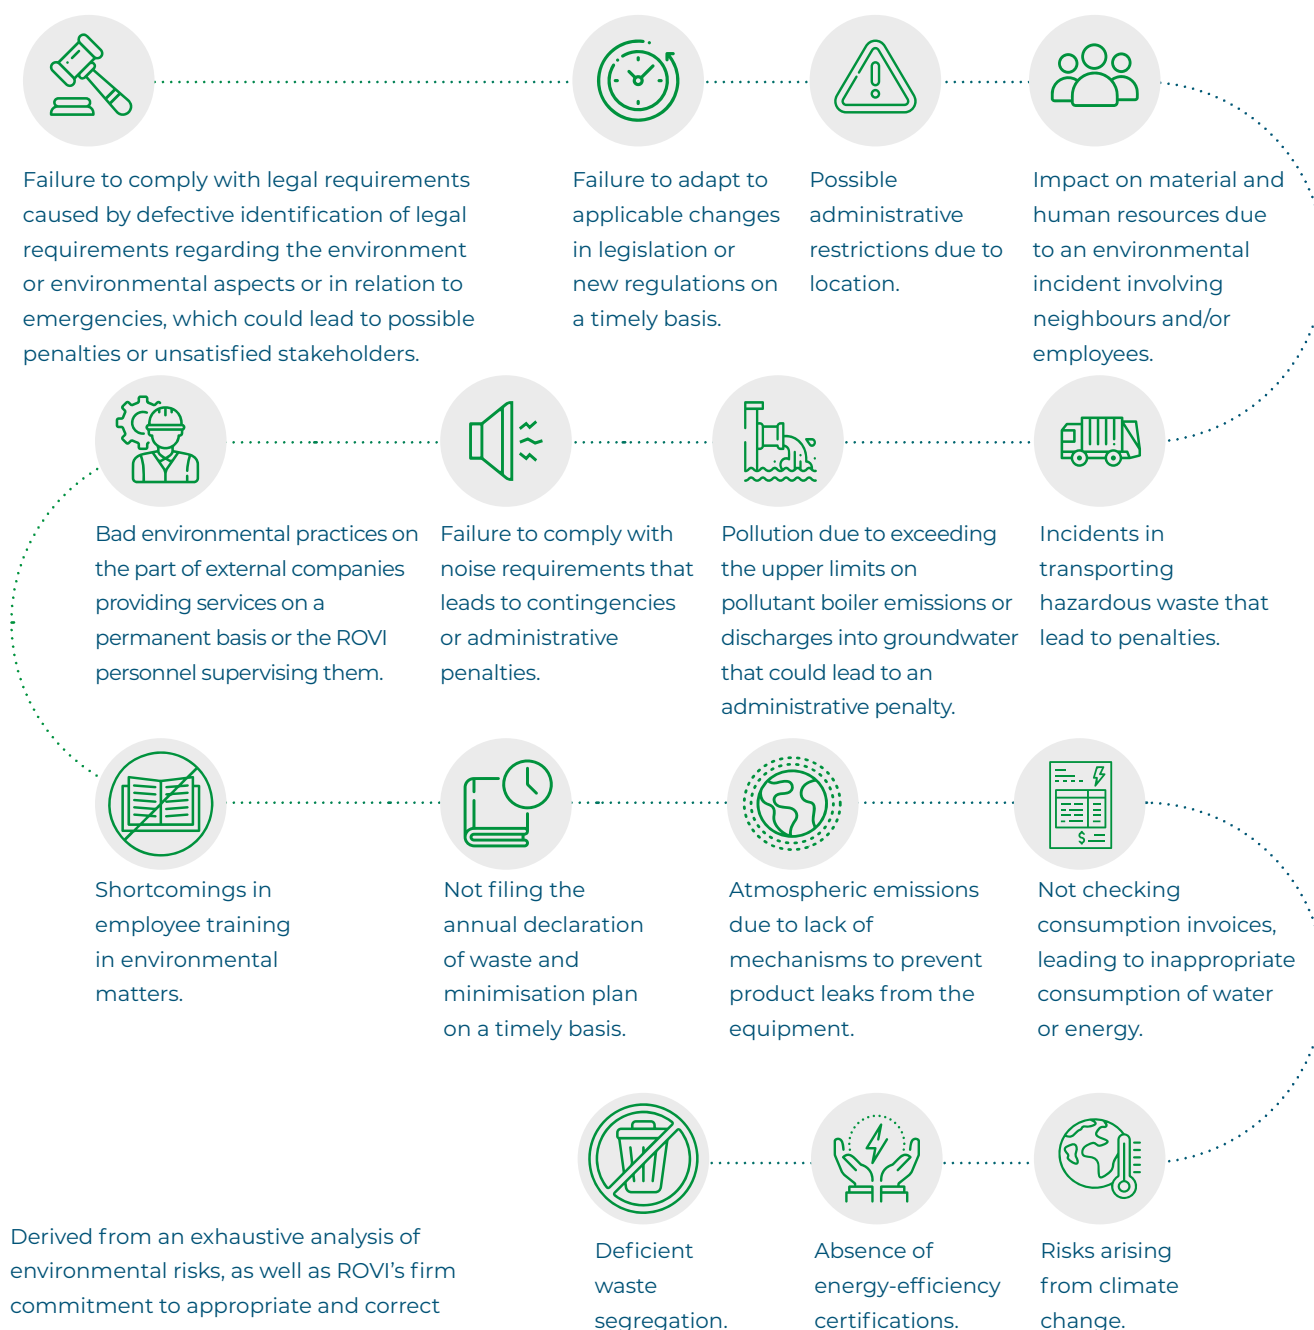 Failure to comply with legal requirements
caused by defective identification of legal
requirements regarding the environment
or environmental aspects or in relation to
emergencies, which could lead to possible
penalties or unsatisfied stakeholders.
Failure to adapt to
applicable changes
in legislation or
new regulations on
a timely basis.
Possible
administrative
restrictions due to
location.
Impact on material and
human resources due
to an environmental
incident involving
neighbours and/or
employees.
Bad environmental practices on
the part of external companies
providing services on a
permanent basis or the ROVI
personnel supervising them.
Failure to comply with
noise requirements that
leads to contingencies
or administrative
penalties.
Pollution due to exceeding
the upper limits on
pollutant boiler emissions or
discharges into groundwater
that could lead to an
administrative penalty.
Incidents in
transporting
hazardous waste that
lead to penalties.
Shortcomings in
employee training
in environmental
matters.
Not filing the
annual declaration
of waste and
minimisation plan
on a timely basis.
Atmospheric emissions
due to lack of
mechanisms to prevent
product leaks from the
equipment.
$
Not checking
consumption invoices,
leading to inappropriate
consumption of water
or energy.
Derived from an exhaustive analysis of
environmental risks, as well as ROVI's firm
commitment to appropriate and correct
Deficient
waste
segregation.
Absence of
energy-efficiency
certifications.
Risks arising
from climate
change.